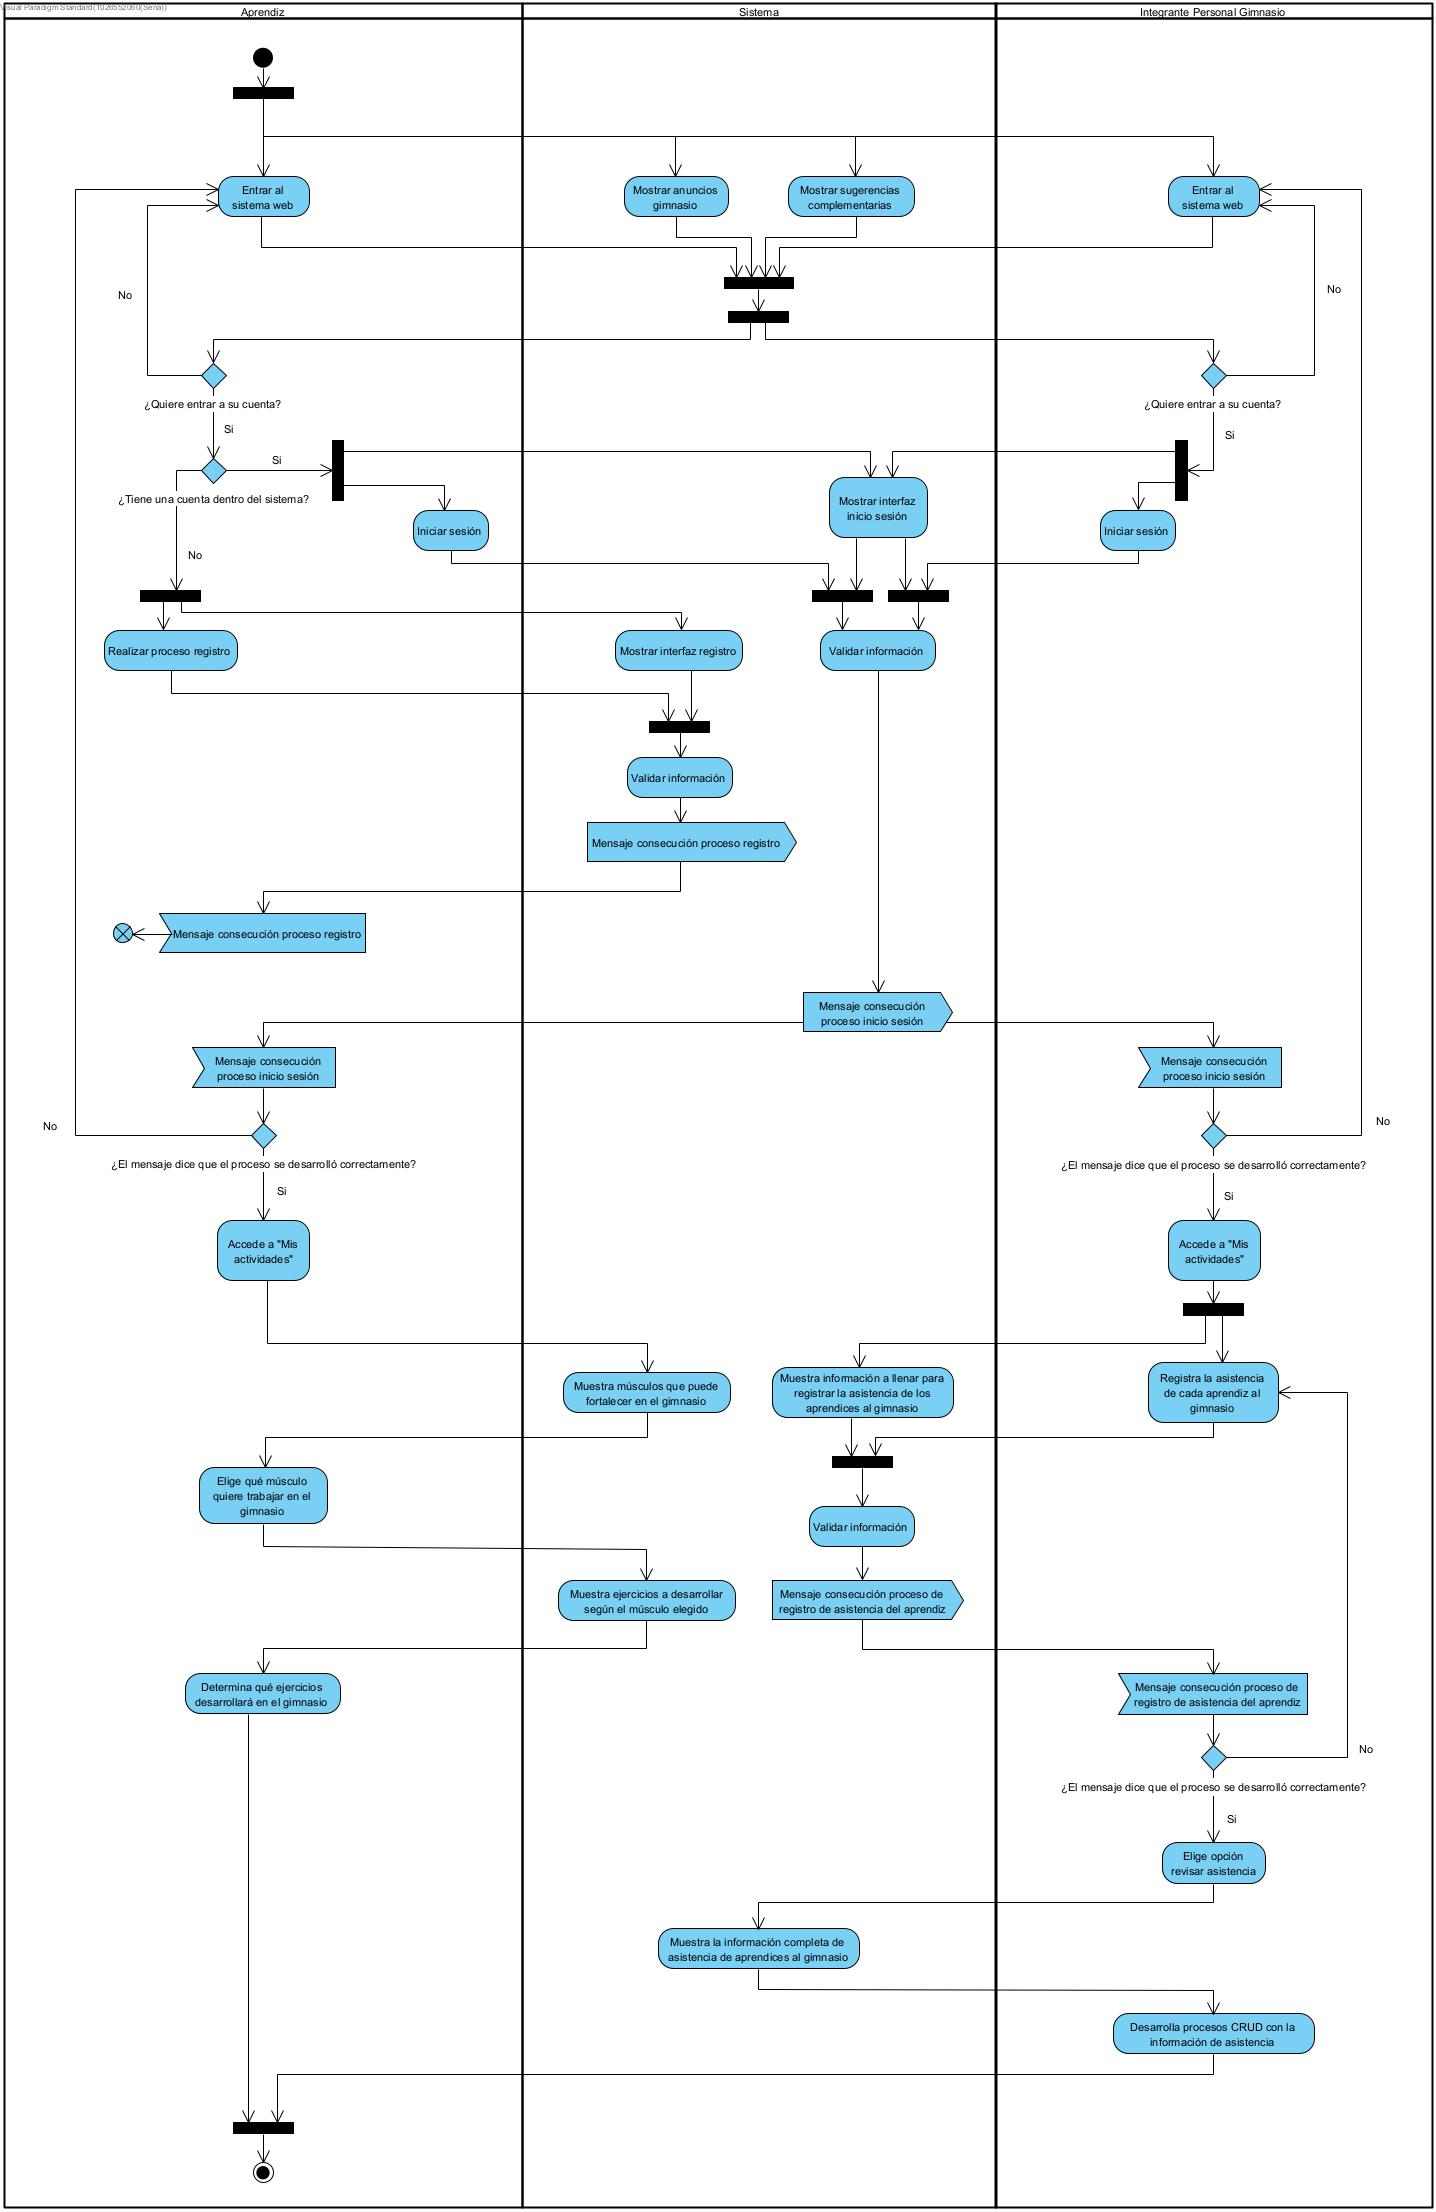 Visual Paradigm Standard(1026552060(Sena))
Aprendiz
Sistema
Integrante Personal Gimnasio
Entrar al
sistema web
Mostrar anuncios
gimnasio
Mostrar sugerencias
complementarias
Entrar al
sistema web
No
No
¿Quiere entrar a su cuenta?
¿Quiere entrar a su cuenta?
Si
Si
Si
¿Tiene una cuenta dentro del sistema?
Mostrar interfaz
inicio sesión
Iniciar sesión
Iniciar sesión
No
Realizar proceso registro
Mostrar interfaz registro
Validar información
Validar información
Mensaje consecución proceso registro
Mensaje consecución proceso registro
Mensaje consecución
proceso inicio sesión
Mensaje consecución
proceso inicio sesión
Mensaje consecución
proceso inicio sesión
No
No
¿El mensaje dice que el proceso se desarrolló correctamente?
¿El mensaje dice que el proceso se desarrolló correctamente?
Si
Si
Accede a "Mis
actividades"
Accede a "Mis
actividades"
Muestra músculos que puede
fortalecer en el gimnasio
Muestra información a llenar para
registrar la asistencia de los
aprendices al gimnasio
Registra la asistencia
de cada aprendiz al
gimnasio
Elige qué músculo
quiere trabajar en el
gimnasio
Validar información
Muestra ejercicios a desarrollar
según el músculo elegido
Mensaje consecución proceso de
registro de asistencia del aprendiz
Determina qué ejercicios
desarrollará en el gimnasio
Mensaje consecución proceso de
registro de asistencia del aprendiz
No
¿El mensaje dice que el proceso se desarrolló correctamente?
Si
Elige opción
revisar asistencia
Muestra la información completa de
asistencia de aprendices al gimnasio
Desarrolla procesos CRUD con la
información de asistencia